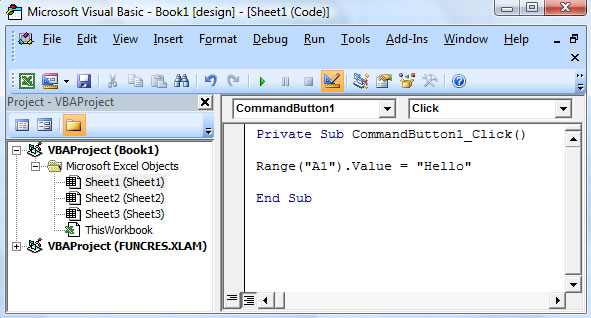 Microsoft Visual Basic - Book1 [design] - [Sheet1 (Code)]
File Edit View Insert Format Debug Run Tools Add-Ins Window Help
Project - VBAProject
VBAProject (Book1)
Microsoft Excel Objects
Sheet1 (Sheet1)
Sheet2 (Sheet2)
Sheet3 (Sheet3)
ThisWorkbook
VBAProject (FUNCRES.XLAM)
CommandButton1 Click
Private Sub CommandButton1_Click()
Range("A1").Value = "Hello"
End Sub